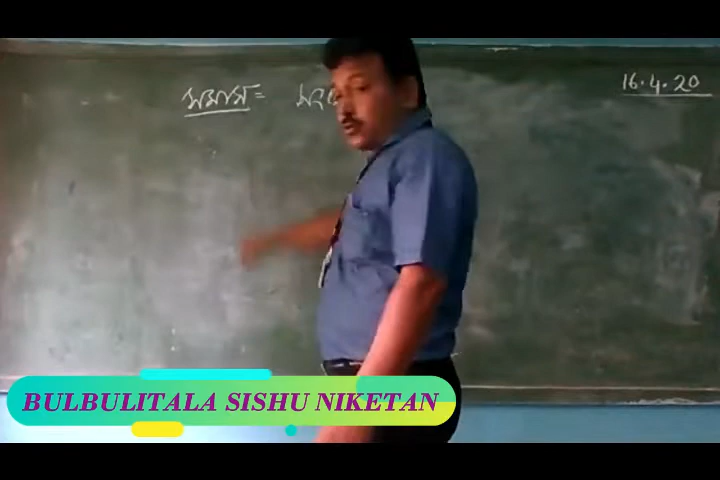 সমাস =
16.4.20
BULBULITALA SISHU NIKETAN